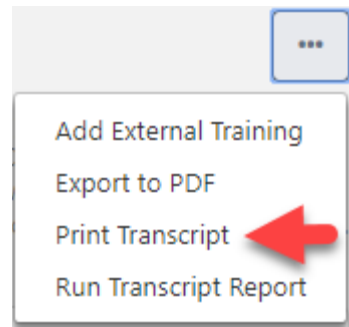 ...
Add External Training
Export to PDF
Print Transcript
Run Transcript Report